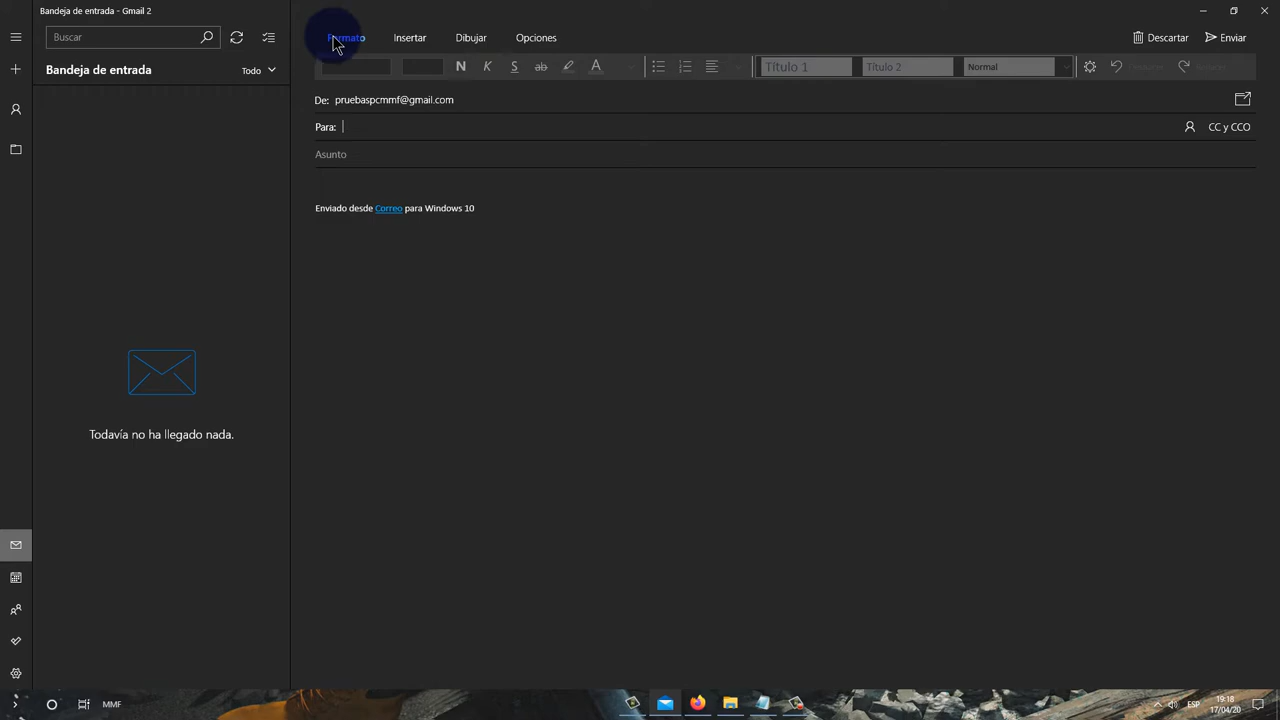 Bandeja de entrada - Gmail 2
Buscar
Formato Insertar Dibujar Opciones Descartar Enviar
Bandeja de entrada Todo
N K S ab A Título 1 Título 2 Normal
De: pruebaspcmmf@gmail.com
Para: CC y CCO
Asunto
Enviado desde Correo para Windows 10
Todavía no ha llegado nada.
MMF ESP 19:18
17/04/20